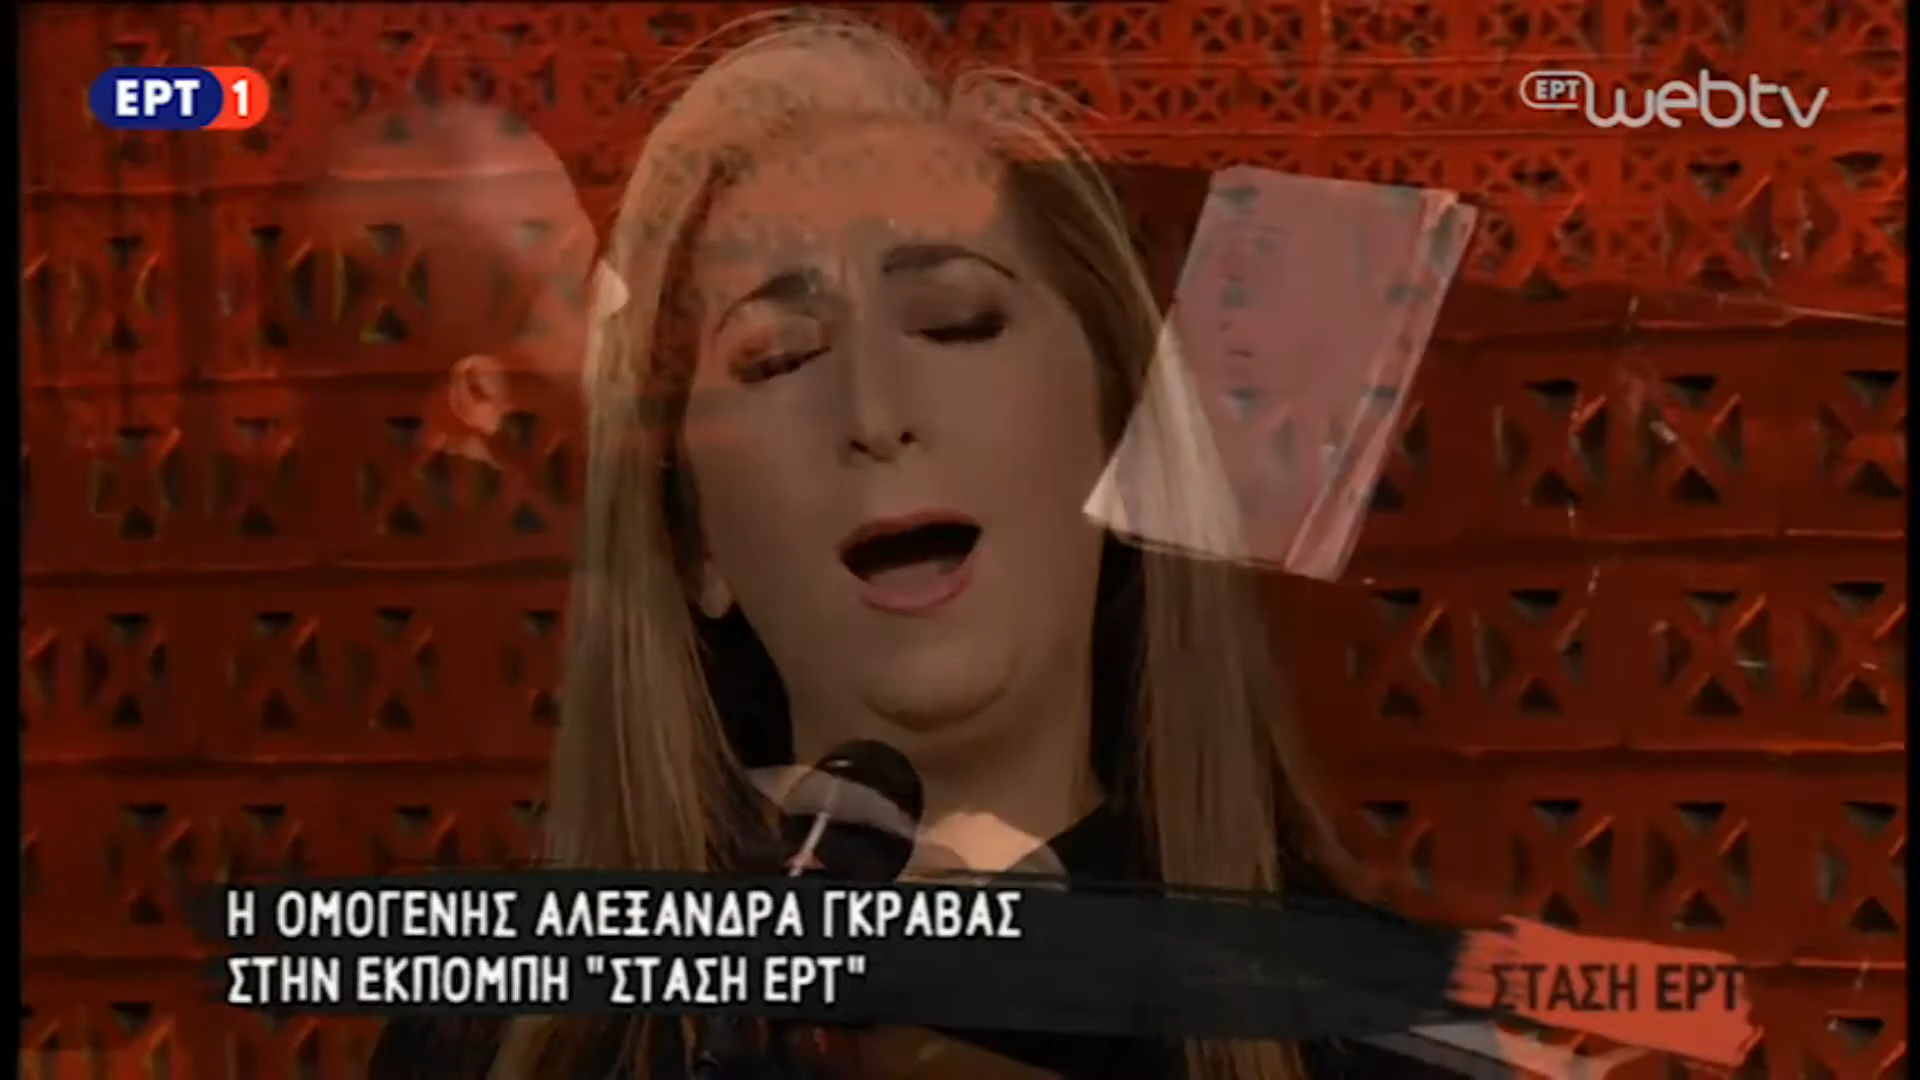 ΕΡΤ 1
ΕΡΤ webtv
Η ΟΜΟΓΕΝΗΣ ΑΛΕΞΑΝΔΡΑ ΓΚΡΑΒΑΣ
ΣΤΗΝ ΕΚΠΟΜΠΗ "ΣΤΑΣΗ ΕΡΤ"
ΣΤΑΣΗ ΕΡΤ